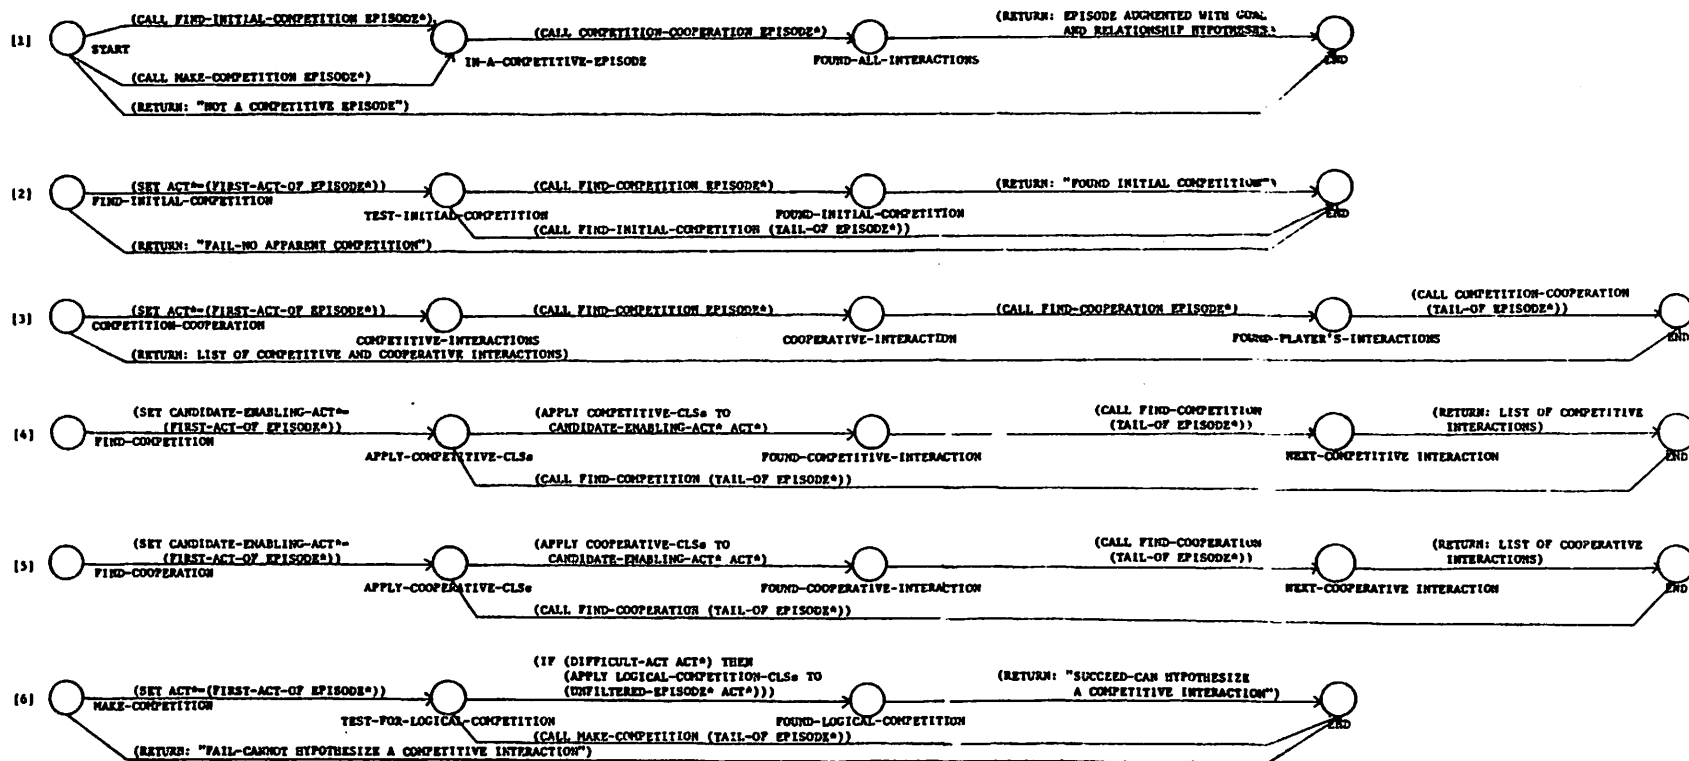 (CALL FIND-INITIAL-COMPETITION EPISODE*)
(RETURN: EPISODE AUGMENTED WITH GOAL
AND RELATIONSHIP HYPOTHESES)
[1]
START
(CALL COMPETITION-COOPERATION EPISODE*)
IN-A-COMPETITIVE-EPISODE
FOUND-ALL-INTERACTIONS
END
(CALL MAKE-COMPETITION EPISODE*)
(RETURN: "NOT A COMPETITIVE EPISODE")
[2]
(SET ACT*=(FIRST-ACT-OF EPISODE*))
(CALL FIND-COMPETITION EPISODE*)
(RETURN: "FOUND INITIAL COMPETITION")
FIND-INITIAL-COMPETITION
TEST-INITIAL-COMPETITION
FOUND-INITIAL-COMPETITION
END
(CALL FIND-INITIAL-COMPETITION (TAIL-OF EPISODE*))
(RETURN: "FAIL-NO APPARENT COMPETITION")
[3]
(SET ACT*=(FIRST-ACT-OF EPISODE*))
(CALL FIND-COMPETITION EPISODE*)
(CALL FIND-COOPERATION EPISODE*)
(CALL COMPETITION-COOPERATION
(TAIL-OF EPISODE*))
COMPETITION-COOPERATION
COMPETITIVE-INTERACTIONS
COOPERATIVE-INTERACTION
FOUND-PLAYER'S-INTERACTIONS
END
(RETURN: LIST OF COMPETITIVE AND COOPERATIVE INTERACTIONS)
[4]
(SET CANDIDATE-ENABLING-ACT*=
(FIRST-ACT-OF EPISODE*))
(APPLY COMPETITIVE-CLSs TO
CANDIDATE-ENABLING-ACT* ACT*)
(CALL FIND-COMPETITION
(TAIL-OF EPISODE*))
(RETURN: LIST OF COMPETITIVE
INTERACTIONS)
FIND-COMPETITION
APPLY-COMPETITIVE-CLSs
FOUND-COMPETITIVE-INTERACTION
NEXT-COMPETITIVE INTERACTION
END
(CALL FIND-COMPETITION (TAIL-OF EPISODE*))
[5]
(SET CANDIDATE-ENABLING-ACT*=
(FIRST-ACT-OF EPISODE*))
(APPLY COOPERATIVE-CLSs TO
CANDIDATE-ENABLING-ACT* ACT*)
(CALL FIND-COOPERATION
(TAIL-OF EPISODE*))
(RETURN: LIST OF COOPERATIVE
INTERACTIONS)
FIND-COOPERATION
APPLY-COOPERATIVE-CLSs
FOUND-COOPERATIVE-INTERACTION
NEXT-COOPERATIVE INTERACTION
END
(CALL FIND-COOPERATION (TAIL-OF EPISODE*))
[6]
(SET ACT*=(FIRST-ACT-OF EPISODE*))
(IF (DIFFICULT-ACT ACT*) THEN
(APPLY LOGICAL-COMPETITION-CLSs TO
(UNFILTERED-EPISODE* ACT*)))
(RETURN: "SUCCEED-CAN HYPOTHESIZE
A COMPETITIVE INTERACTION")
MAKE-COMPETITION
TEST-FOR-LOGICAL-COMPETITION
FOUND-LOGICAL-COMPETITION
END
(CALL MAKE-COMPETITION (TAIL-OF EPISODE*))
(RETURN: "FAIL-CANNOT HYPOTHESIZE A COMPETITIVE INTERACTION")